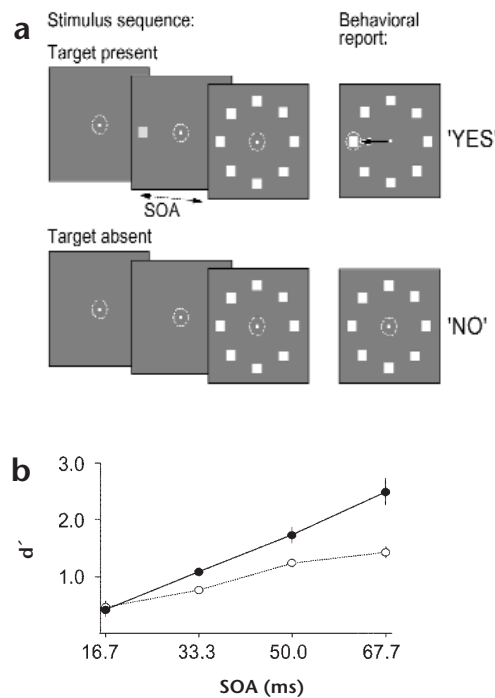 a
Stimulus sequence:
Behavioral
report:
Target present
'YES'
SOA
Target absent
'NO'
b
3.0
2.0
1.0
d´
16.7 33.3 50.0 67.7
SOA (ms)